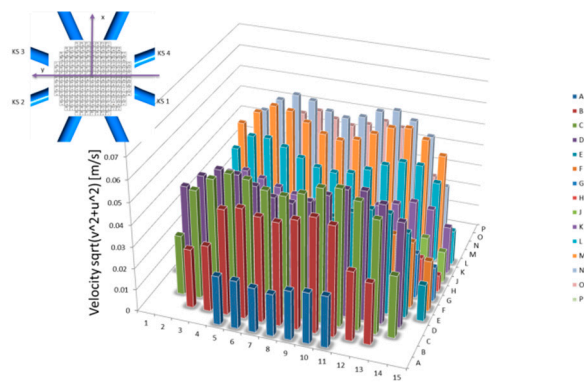 x
KS 3
KS 4
y
KS 2
KS 1
Velocity sqrt(v^2+u^2) [m/s]
0.07
0.06
0.05
0.04
0.03
0.02
0.01
0
1 2 3 4 5 6 7 8 9 10 11 12 13 14 15
P
O
N
M
L
K
J
H
G
F
E
D
C
B
A
A
B
C
D
E
F
G
H
J
K
L
M
N
O
P